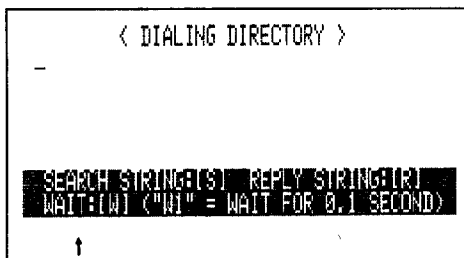 < DIALING DIRECTORY >
SEARCH STRING:[S] REPLY STRING:[R]
WAIT:[W] ("W1" = WAIT FOR 0.1 SECOND)